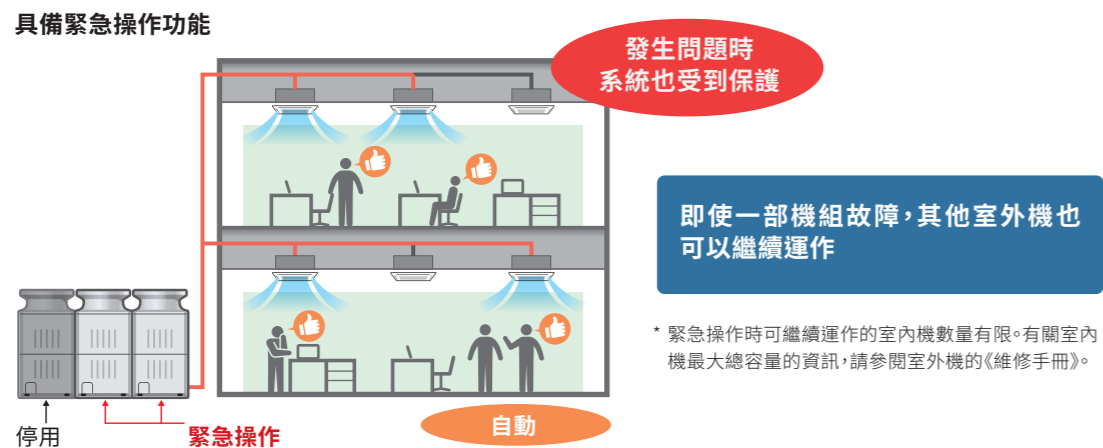 具備緊急操作功能
發生問題時
系統也受到保護
即使一部機組故障，其他室外機也
可以繼續運作
* 緊急操作時可繼續運作的室內機數量有限。有關室內
機最大總容量的資訊，請參閱室外機的《維修手冊》。
停用
緊急操作
自動